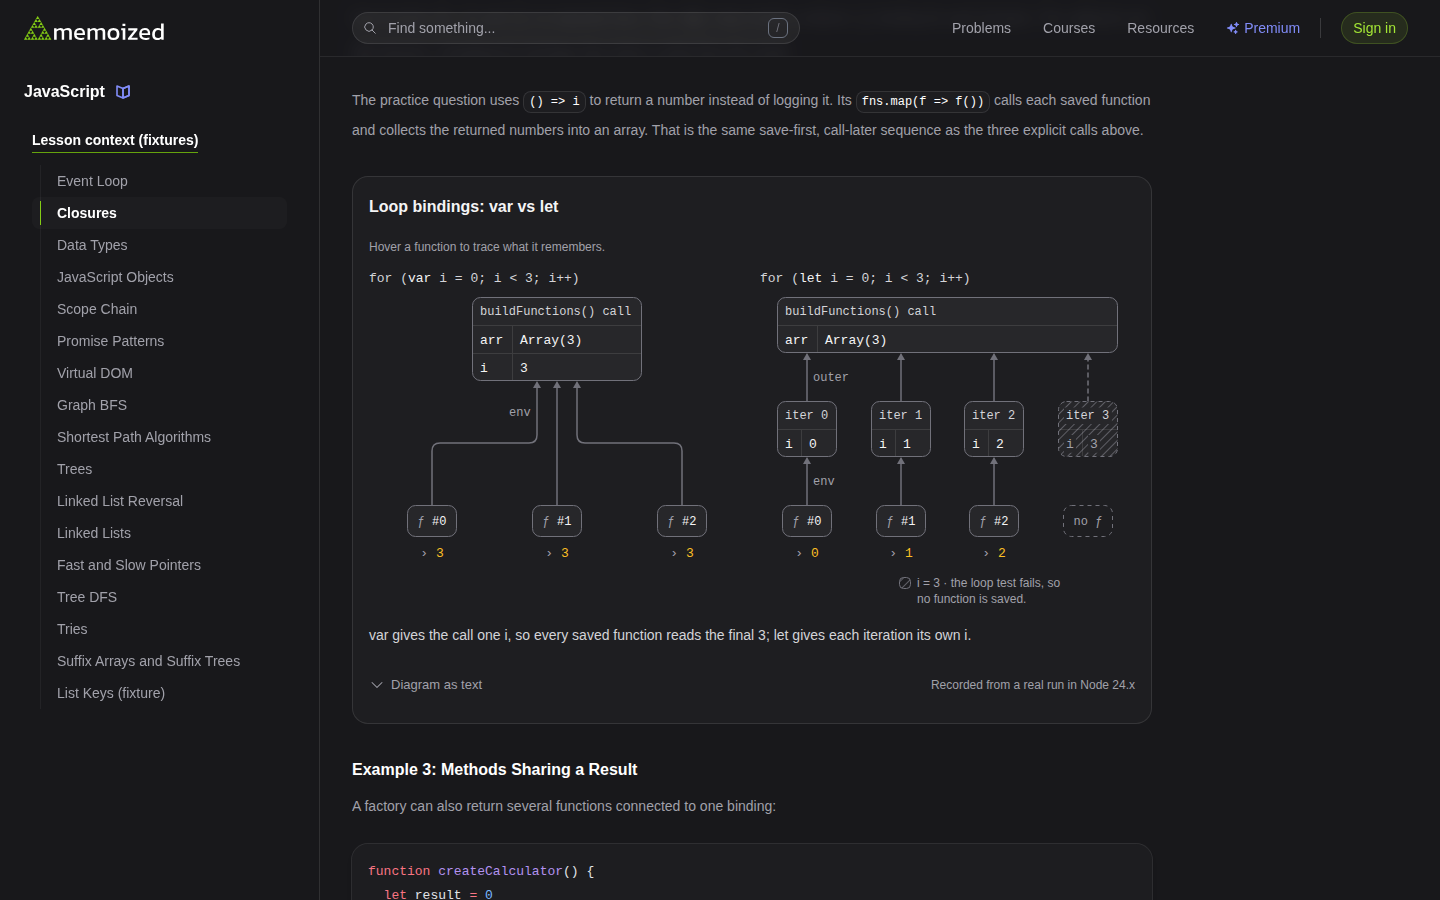 memoized
Find something...
/
Problems
Courses
Resources
Premium
Sign in
JavaScript
Lesson context (fixtures)
Event Loop
Closures
Data Types
JavaScript Objects
Scope Chain
Promise Patterns
Virtual DOM
Graph BFS
Shortest Path Algorithms
Trees
Linked List Reversal
Linked Lists
Fast and Slow Pointers
Tree DFS
Tries
Suffix Arrays and Suffix Trees
List Keys (fixture)
The practice question uses () => i to return a number instead of logging it. Its fns.map(f => f()) calls each saved function
and collects the returned numbers into an array. That is the same save-first, call-later sequence as the three explicit calls above.
Loop bindings: var vs let
Hover a function to trace what it remembers.
for (var i = 0; i < 3; i++)
buildFunctions() call
arr Array(3)
i 3
env
ƒ #0
ƒ #1
ƒ #2
› 3
› 3
› 3
for (let i = 0; i < 3; i++)
buildFunctions() call
arr Array(3)
outer
iter 0
iter 1
iter 2
iter 3
i 0
i 1
i 2
i 3
env
ƒ #0
ƒ #1
ƒ #2
no ƒ
› 0
› 1
› 2
i = 3 · the loop test fails, so
no function is saved.
var gives the call one i, so every saved function reads the final 3; let gives each iteration its own i.
Diagram as text
Recorded from a real run in Node 24.x
Example 3: Methods Sharing a Result
A factory can also return several functions connected to one binding:
function createCalculator() {
let result = 0